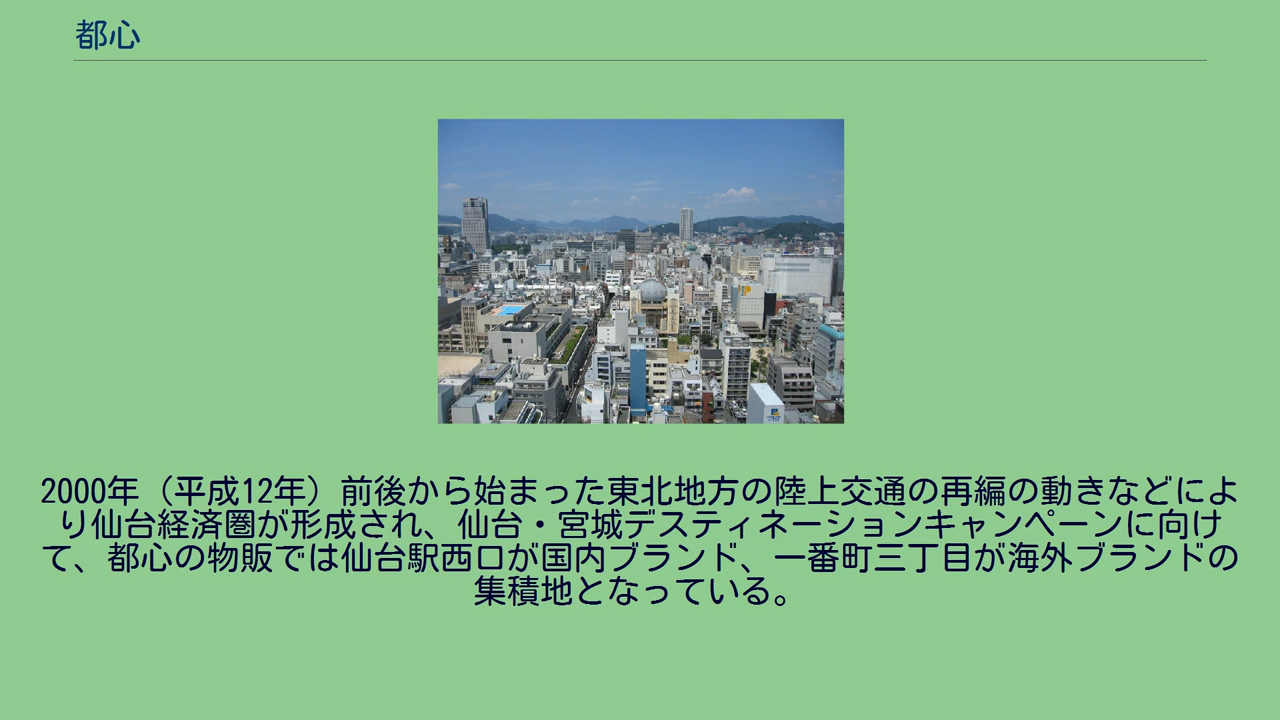 都心
2000年（平成12年）前後から始まった東北地方の陸上交通の再編の動きなどによ
り仙台経済圏が形成され、仙台・宮城デスティネーションキャンペーンに向け
て、都心の物販では仙台駅西口が国内ブランド、一番町三丁目が海外ブランドの
集積地となっている。